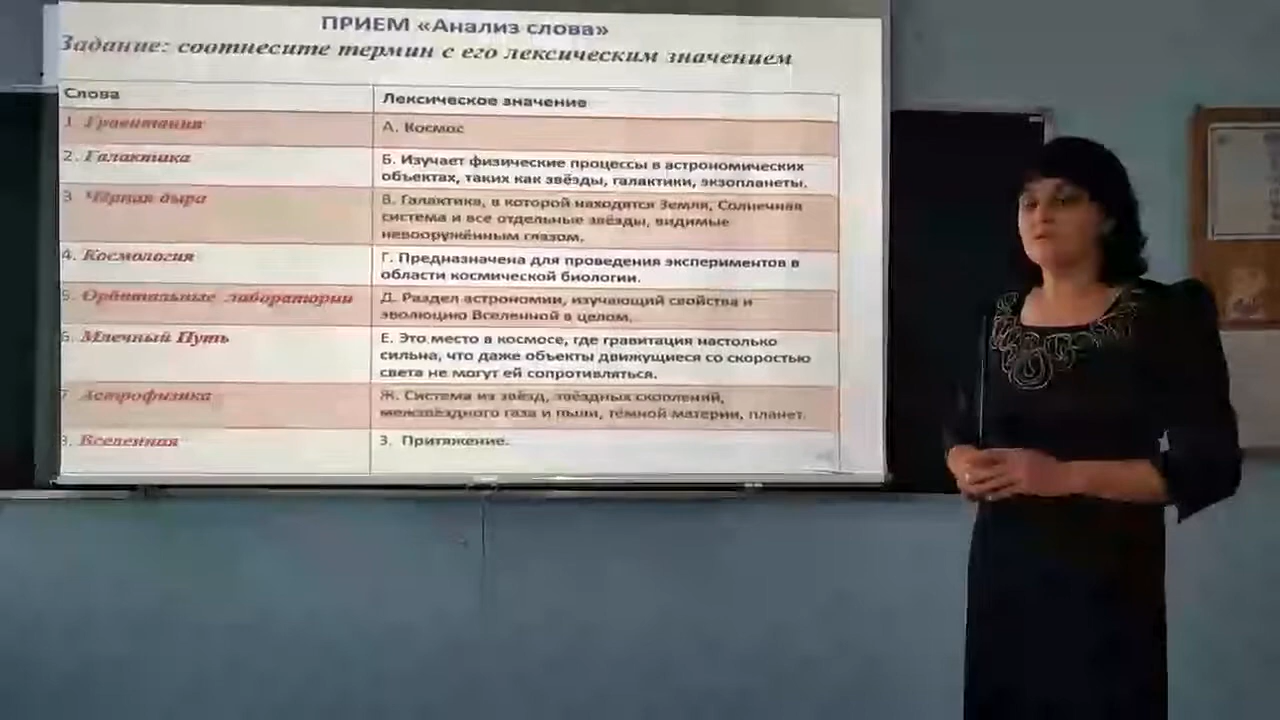 ПРИЕМ «Анализ слова»
Задание: соотнесите термин с его лексическим значением
Слова
Лексическое значение
1. Гравитация
А. Космос
2. Галактика
Б. Изучает физические процессы в астрономических
объектах, таких как звёзды, галактики, экзопланеты.
3 Чёрная дыра
В. Галактика, в которой находятся Земля, Солнечная
система и все отдельные звёзды, видимые
невооружённым глазом.
4. Космология
Г. Предназначена для проведения экспериментов в
области космической биологии.
5. Орбитальные лаборатории
Д. Раздел астрономии, изучающий свойства и
эволюцию Вселенной в целом.
6. Млечный Путь
Е. Это место в космосе, где гравитация настолько
сильна, что даже объекты движущиеся со скоростью
света не могут ей сопротивляться.
7 Астрофизика
Ж. Система из звёзд, звёздных скоплений,
межзвёздного газа и пыли, тёмной материи, планет.
8. Вселенная
З. Притяжение.